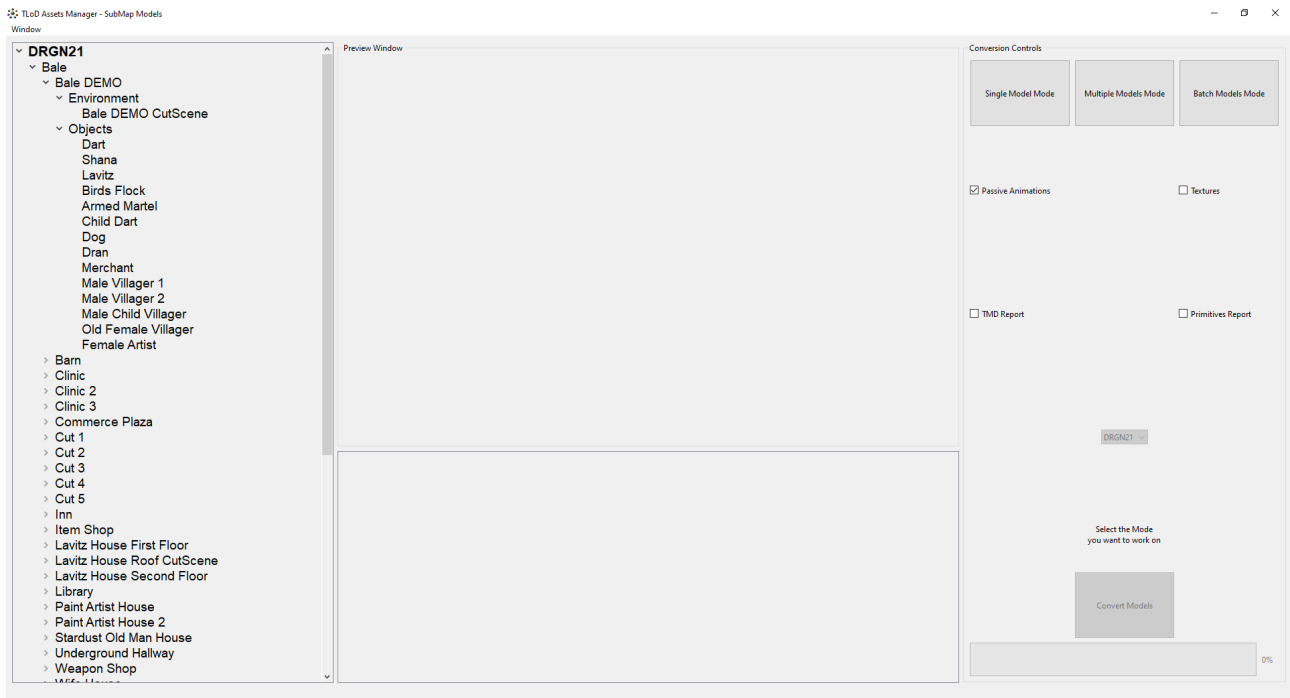 TLoD Assets Manager - SubMap Models
Window
DRGN21
Bale
Bale DEMO
Environment
Bale DEMO CutScene
Objects
Dart
Shana
Lavitz
Birds Flock
Armed Martel
Child Dart
Dog
Dran
Merchant
Male Villager 1
Male Villager 2
Male Child Villager
Old Female Villager
Female Artist
Barn
Clinic
Clinic 2
Clinic 3
Commerce Plaza
Cut 1
Cut 2
Cut 3
Cut 4
Cut 5
Inn
Item Shop
Lavitz House First Floor
Lavitz House Roof CutScene
Lavitz House Second Floor
Library
Paint Artist House
Paint Artist House 2
Stardust Old Man House
Underground Hallway
Weapon Shop
Preview Window
Conversion Controls
Single Model Mode
Multiple Models Mode
Batch Models Mode
Passive Animations
Textures
TMD Report
Primitives Report
DRGN21
Select the Mode
you want to work on
Convert Models
0%